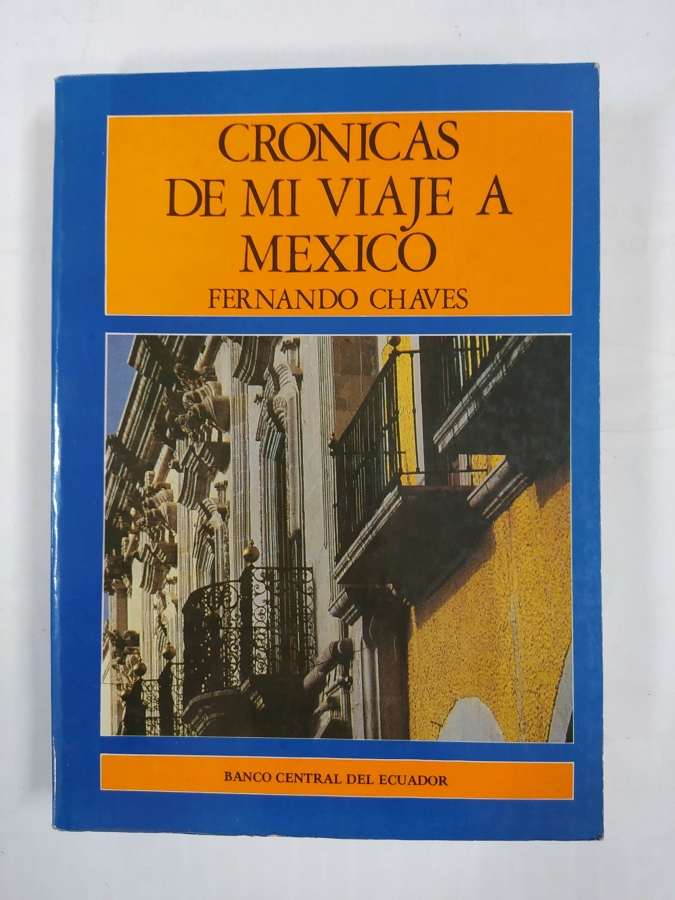 CRONICAS
DE MI VIAJE A
MEXICO
FERNANDO CHAVES
BANCO CENTRAL DEL ECUADOR